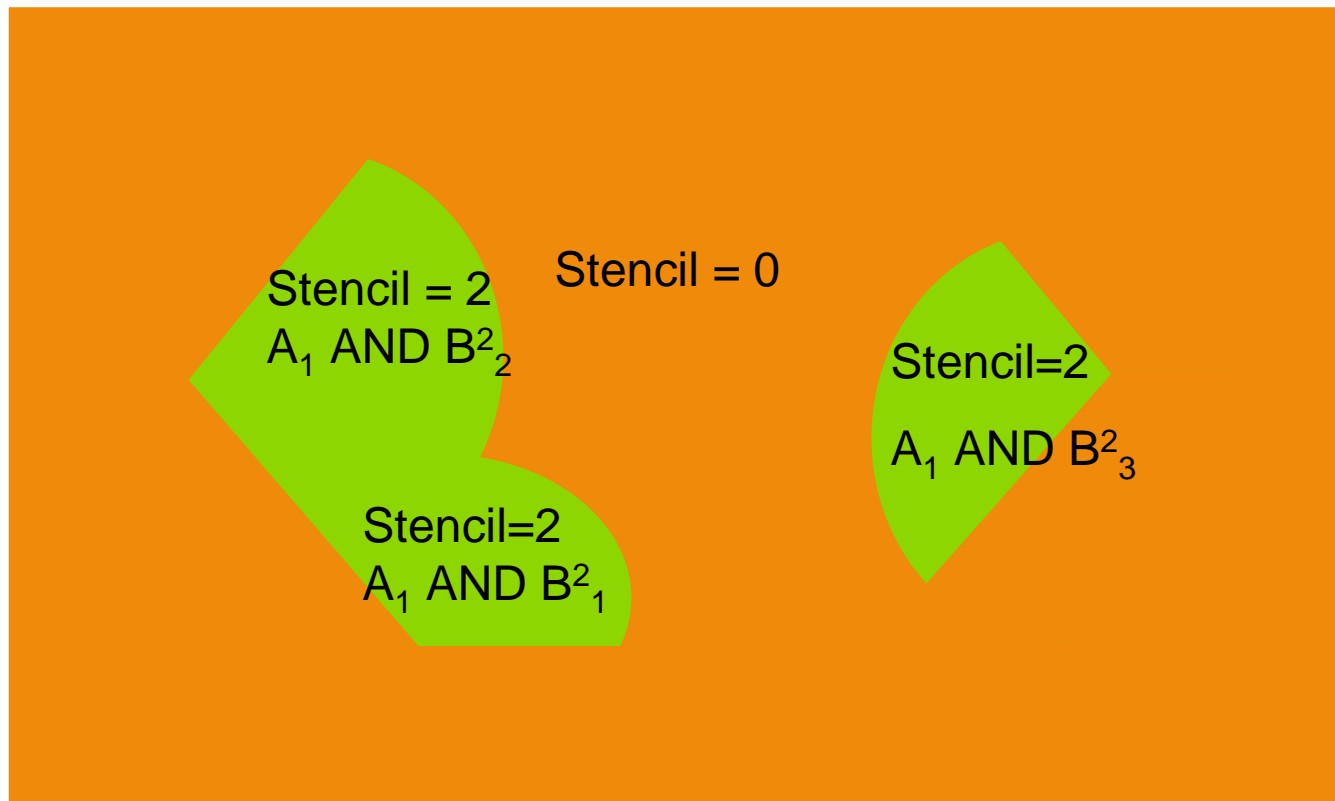 Stencil = 2
A₁ AND B²₂
Stencil = 0
Stencil=2
A₁ AND B²₃
Stencil=2
A₁ AND B²₁